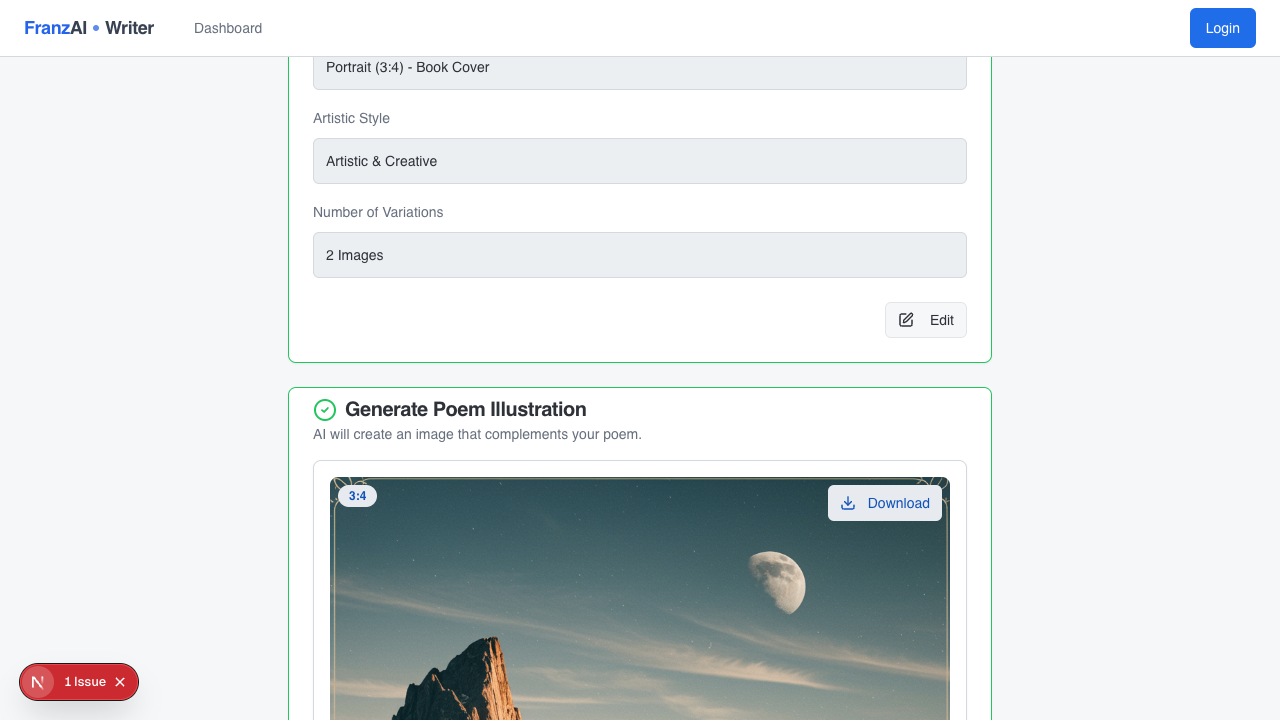 FranzAI • Writer
Dashboard
Login
Portrait (3:4) - Book Cover
Artistic Style
Artistic & Creative
Number of Variations
2 Images
Edit
Generate Poem Illustration
AI will create an image that complements your poem.
3:4
Download
N
1 Issue